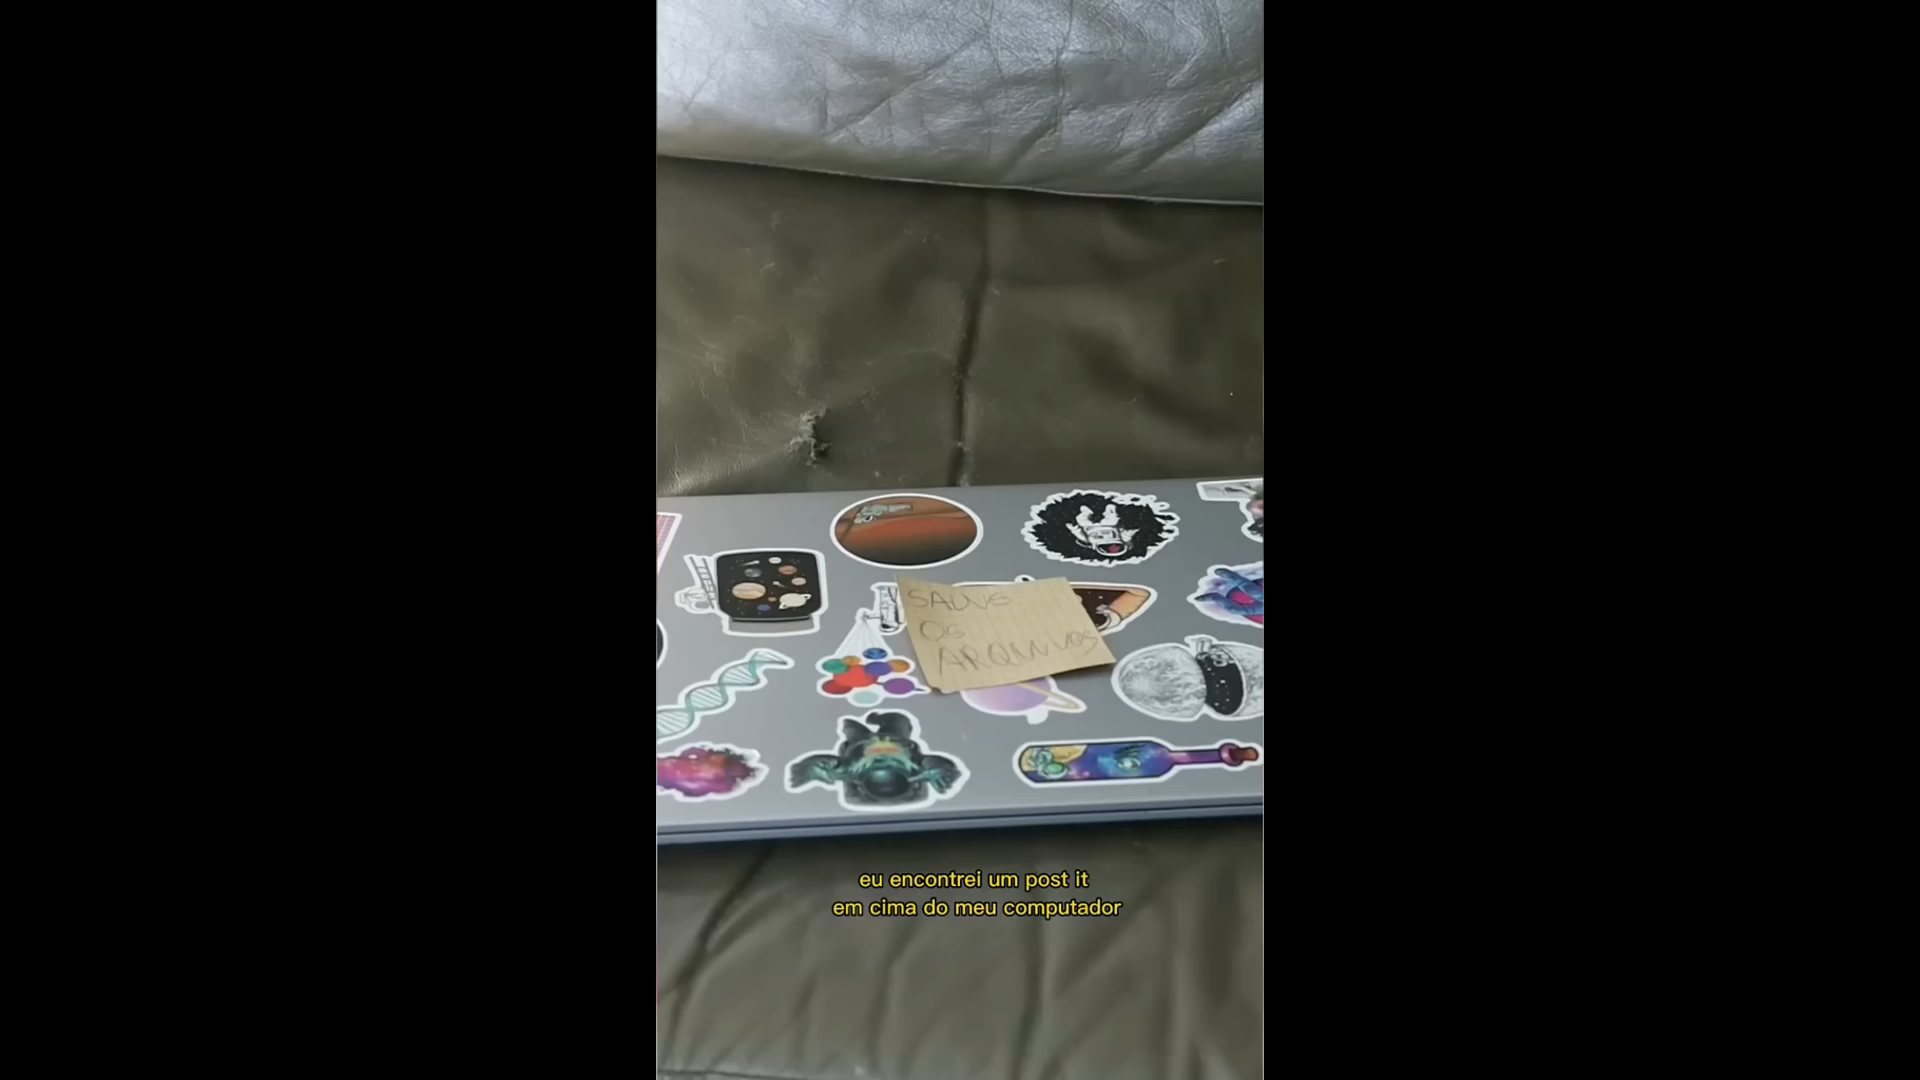 SALVE
OS
ARQUIVOS
eu encontrei um post it
em cima do meu computador